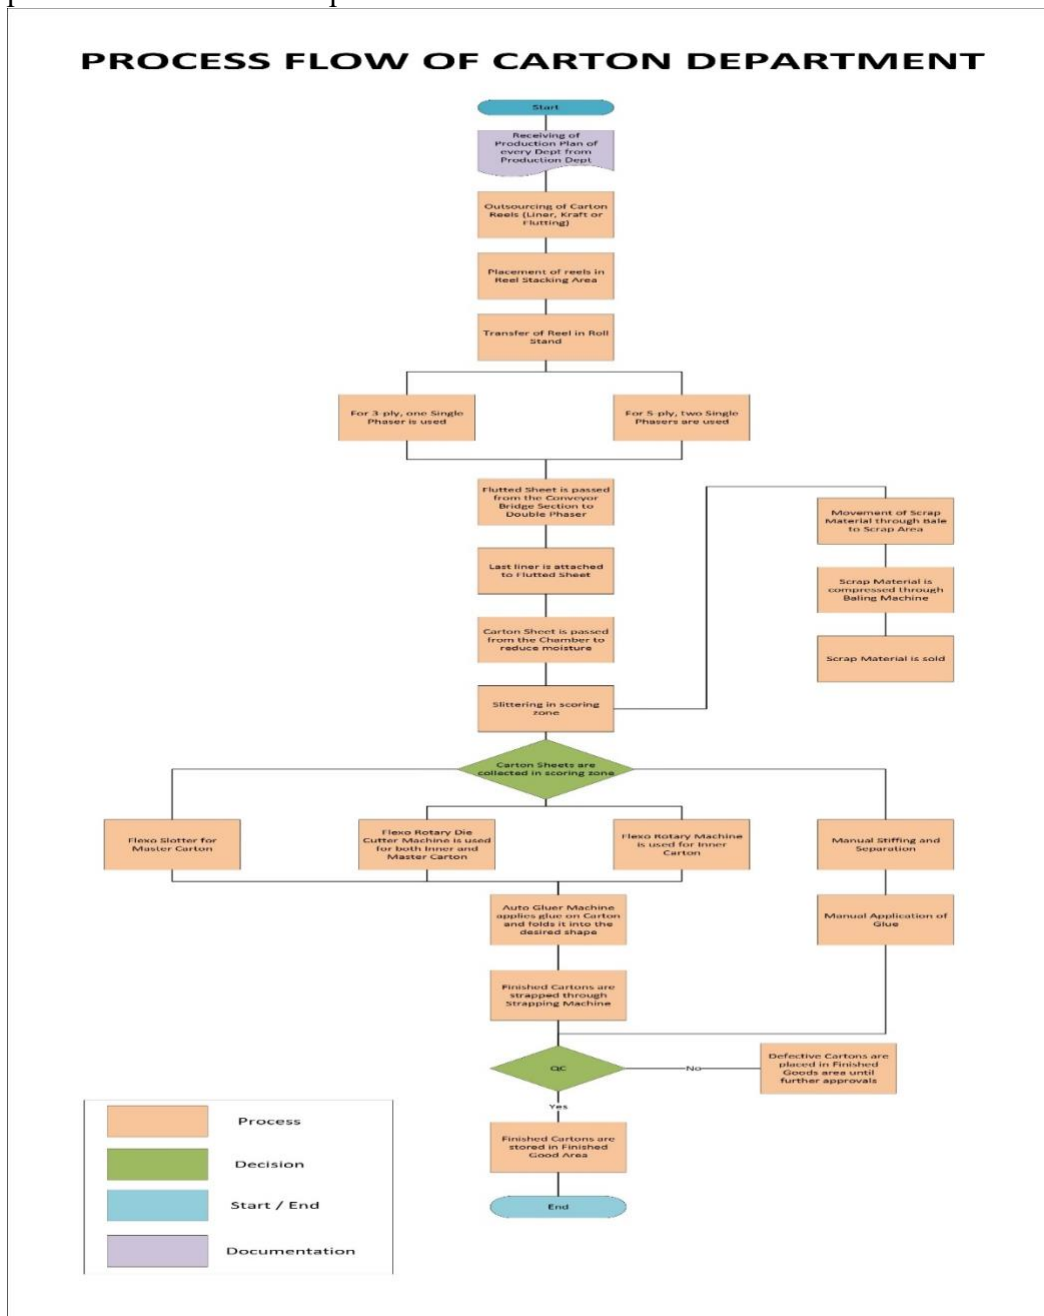 PROCESS FLOW OF CARTON DEPARTMENT
Start
Receiving of
Production Plan of
every Dept from
Production Dept
Outsourcing of Carton
Reels (Liner, Kraft or
Flutting)
Placement of reels in
Reel Stacking Area
Transfer of Reel in Roll
Stand
For 3-ply, one Single
Phaser is used
For 5-ply, two Single
Phasers are used
Flutted Sheet is passed
from the Conveyor
Bridge Section to
Double Phaser
Last liner is attached
to Flutted Sheet
Carton Sheet is passed
from the Chamber to
reduce moisture
Slittering in scoring
zone
Movement of Scrap
Material through Bale
to Scrap Area
Scrap Material is
compressed through
Baling Machine
Scrap Material is sold
Carton Sheets are
collected in scoring zone
Flexo Slotter for
Master Carton
Flexo Rotary Die
Cutter Machine is used
for both Inner and
Master Carton
Flexo Rotary Machine
is used for Inner
Carton
Manual Stiffing and
Separation
Auto Gluer Machine
applies glue on Carton
and folds it into the
desired shape
Manual Application of
Glue
Finished Cartons are
strapped through
Strapping Machine
QC
No
Defective Cartons are
placed in Finished
Goods area until
further approvals
Yes
Finished Cartons are
stored in Finished
Good Area
End
Process
Decision
Start / End
Documentation